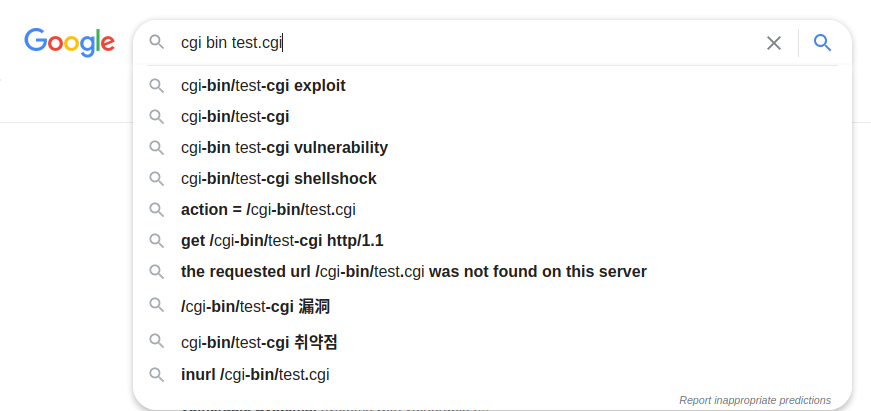 Google
cgi bin test.cgi
cgi-bin/test-cgi exploit
cgi-bin/test-cgi
cgi-bin test-cgi vulnerability
cgi-bin/test-cgi shellshock
action = /cgi-bin/test.cgi
get /cgi-bin/test-cgi http/1.1
the requested url /cgi-bin/test.cgi was not found on this server
/cgi-bin/test-cgi 漏洞
cgi-bin/test-cgi 취약점
inurl /cgi-bin/test.cgi
Report inappropriate predictions